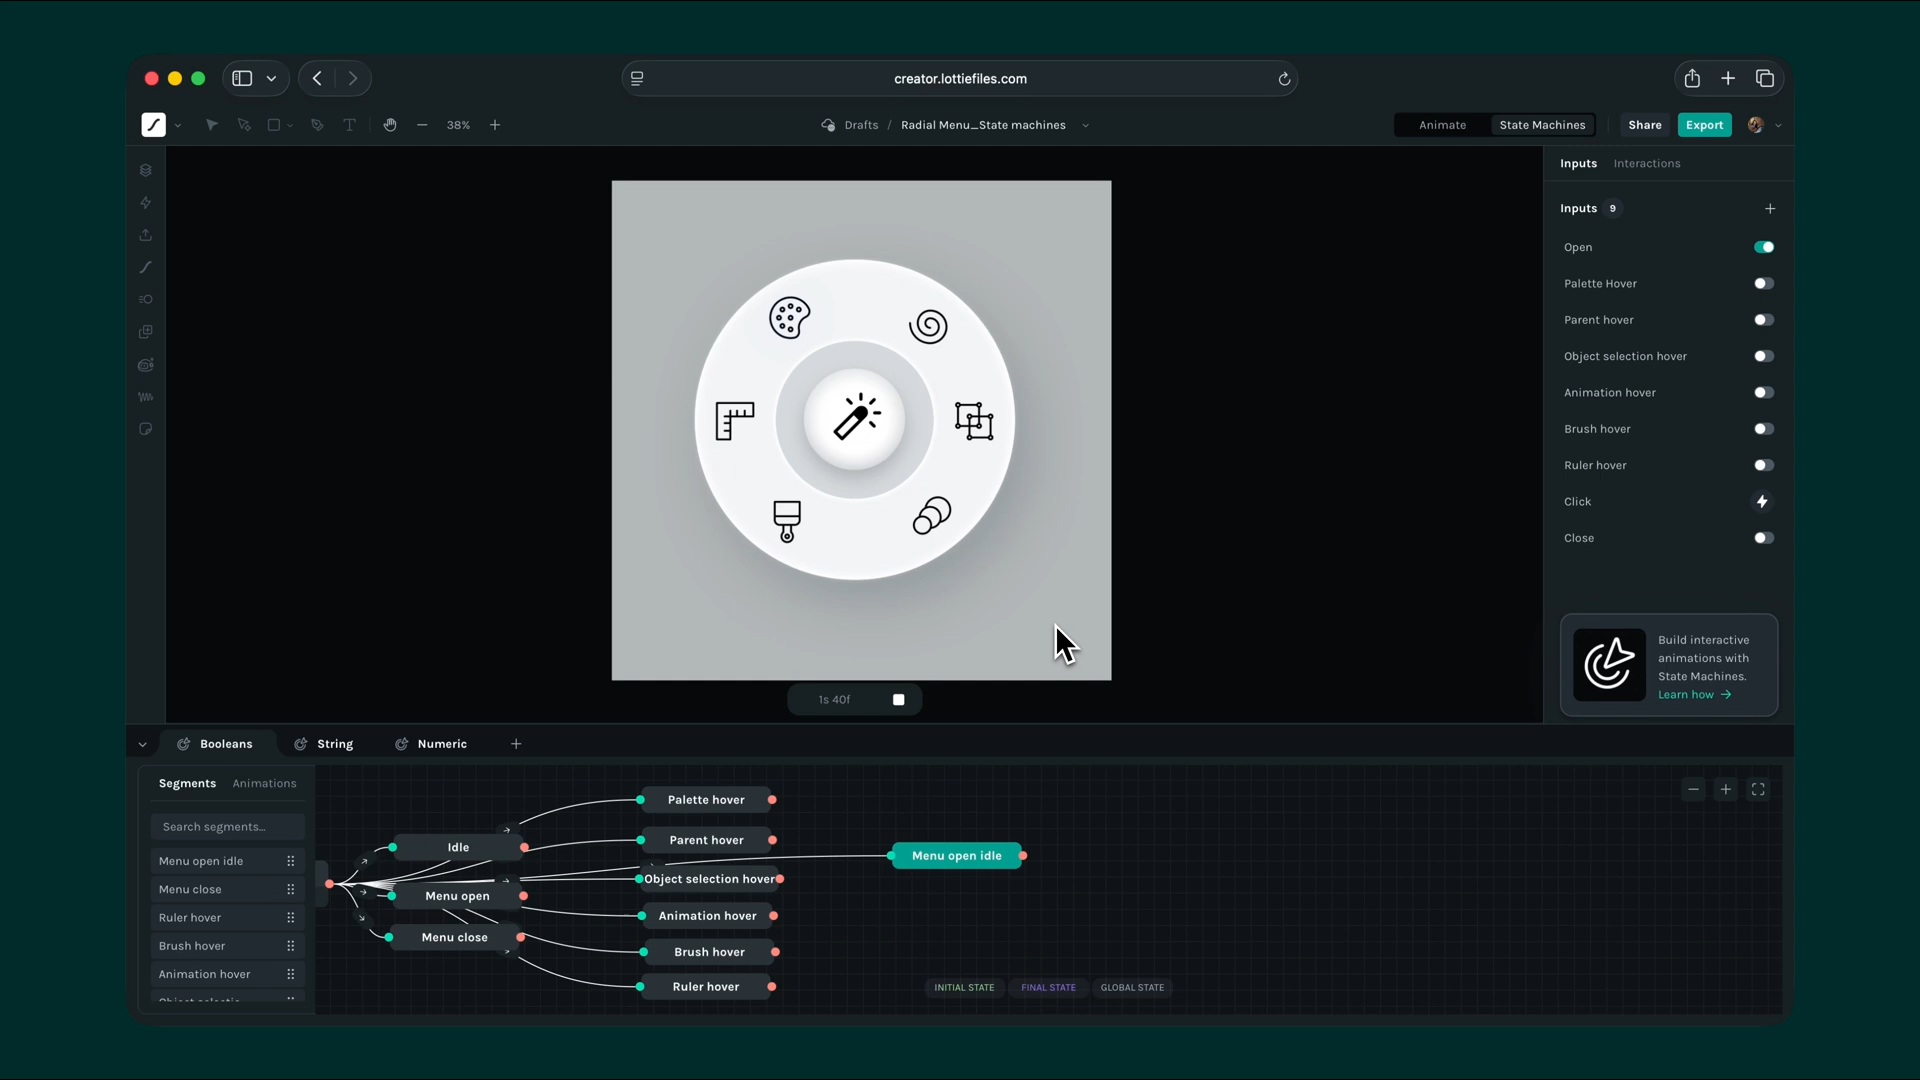 creator.lottiefiles.com
38%
Drafts / Radial Menu_State machines
Animate
State Machines
Share
Export
Inputs
Interactions
Inputs 9
Open
Palette Hover
Parent hover
Object selection hover
Animation hover
Brush hover
Ruler hover
Click
Close
Build interactive
animations with
State Machines.
Learn how →
1s 40f
Booleans
String
Numeric
Segments
Animations
Search segments...
Menu open idle
Menu close
Ruler hover
Brush hover
Animation hover
Object selectio
Idle
Menu open
Menu close
Palette hover
Parent hover
Object selection hover
Animation hover
Brush hover
Ruler hover
Menu open idle
INITIAL STATE
FINAL STATE
GLOBAL STATE